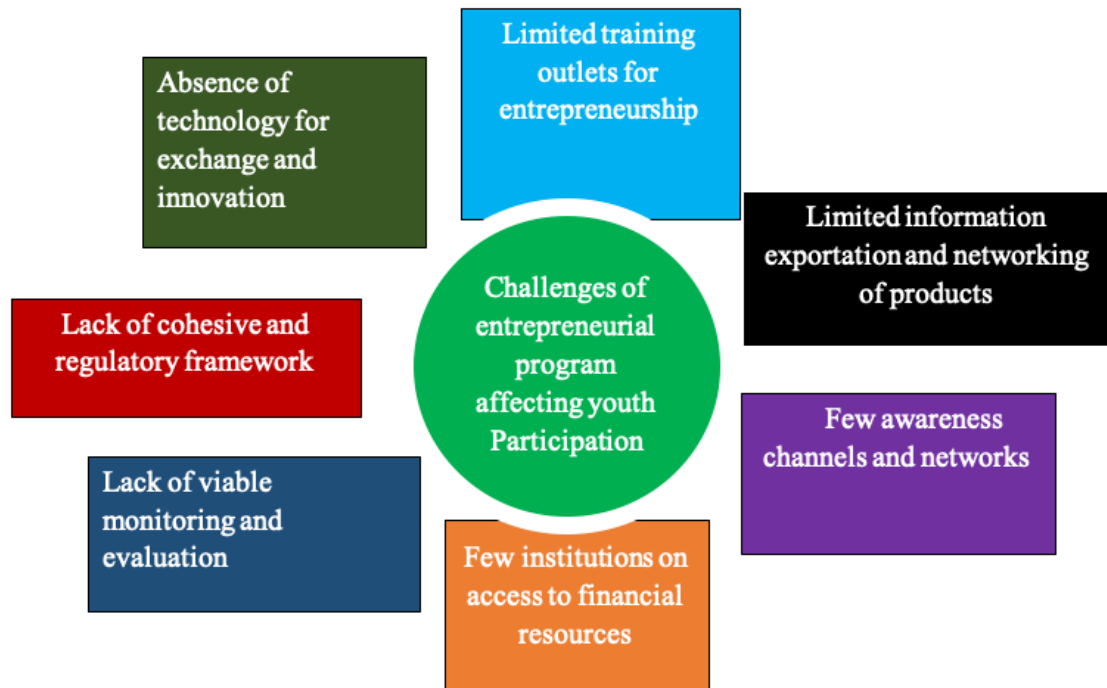 Limited training
outlets for
entrepreneurship
Absence of
technology for
exchange and
innovation
Limited information
exportation and networking
of products
Challenges of
entrepreneurial
program
affecting youth
Participation
Lack of cohesive and
regulatory framework
Few awareness
channels and networks
Lack of viable
monitoring and
evaluation
Few institutions on
access to financial
resources